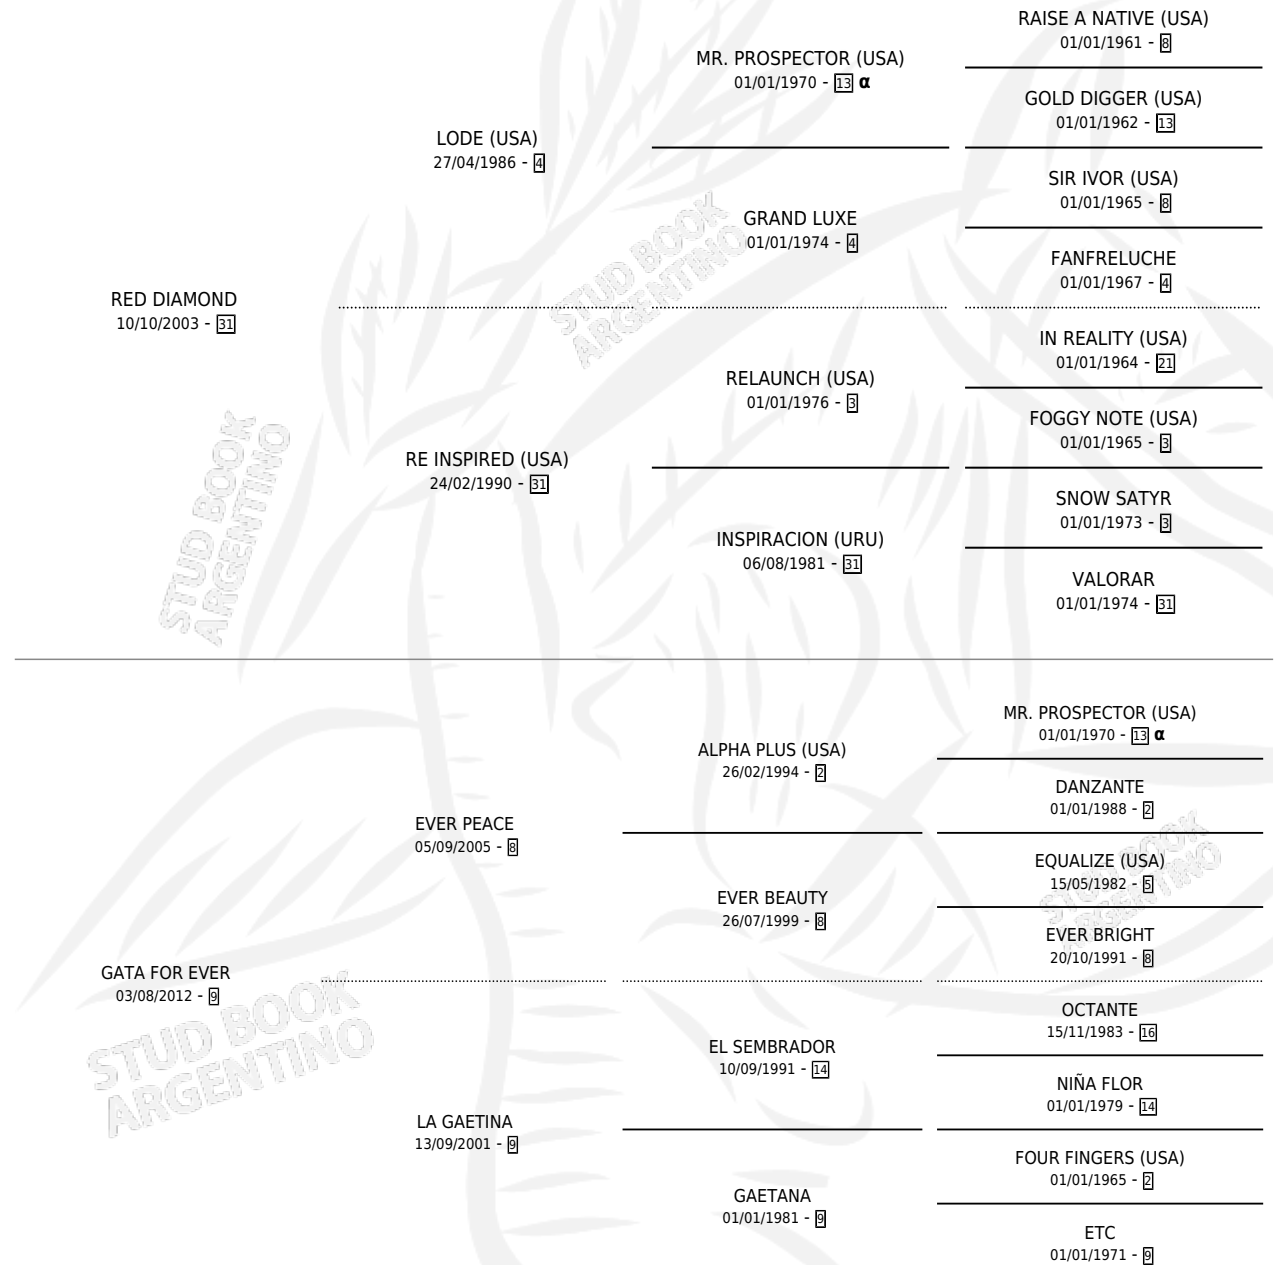 RAISE A NATIVE (USA)
01/01/1961 - 8
MR. PROSPECTOR (USA)
01/01/1970 - 13 α
GOLD DIGGER (USA)
01/01/1962 - 13
LODE (USA)
27/04/1986 - 4
SIR IVOR (USA)
01/01/1965 - 8
GRAND LUXE
01/01/1974 - 4
FANFRELUCHE
01/01/1967 - 4
RED DIAMOND
10/10/2003 - 31
IN REALITY (USA)
01/01/1964 - 21
RELAUNCH (USA)
01/01/1976 - 3
FOGGY NOTE (USA)
01/01/1965 - 3
RE INSPIRED (USA)
24/02/1990 - 31
SNOW SATYR
01/01/1973 - 3
INSPIRACION (URU)
06/08/1981 - 31
VALORAR
01/01/1974 - 31
MR. PROSPECTOR (USA)
01/01/1970 - 13 α
ALPHA PLUS (USA)
26/02/1994 - 2
DANZANTE
01/01/1988 - 2
EVER PEACE
05/09/2005 - 8
EQUALIZE (USA)
15/05/1982 - 5
EVER BEAUTY
26/07/1999 - 8
EVER BRIGHT
20/10/1991 - 8
GATA FOR EVER
03/08/2012 - 9
OCTANTE
15/11/1983 - 16
EL SEMBRADOR
10/09/1991 - 14
NIÑA FLOR
01/01/1979 - 14
LA GAETINA
13/09/2001 - 9
FOUR FINGERS (USA)
01/01/1965 - 2
GAETANA
01/01/1981 - 9
ETC
01/01/1971 - 9
STUD BOOK
ARGENTINO
STUD BOOK
ARGENTINO
STUD BOOK
ARGENTINO
STUD BOOK
ARGENTINO